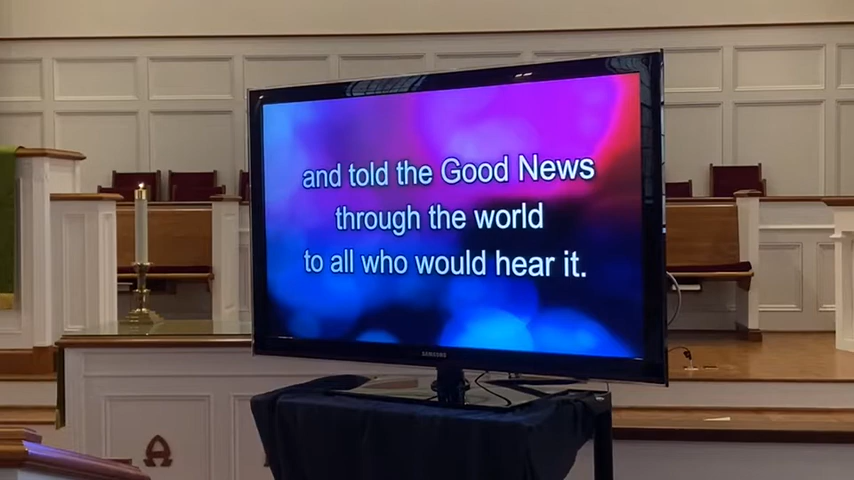 and told the Good News
through the world
to all who would hear it.
SAMSUNG